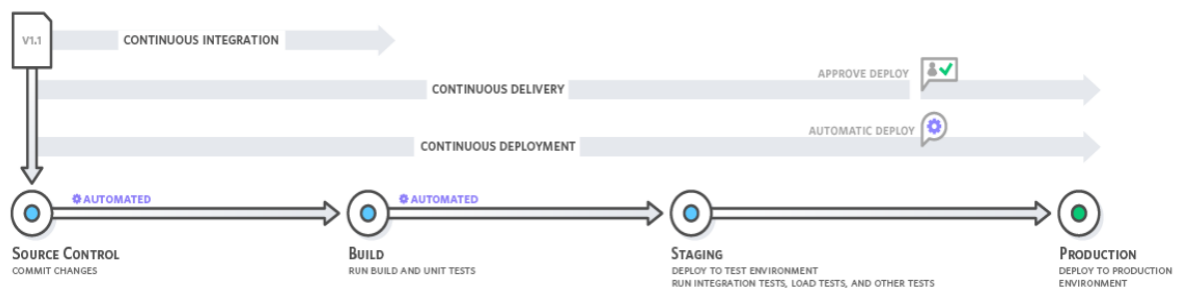 V1.1
CONTINUOUS INTEGRATION
APPROVE DEPLOY
CONTINUOUS DELIVERY
AUTOMATIC DEPLOY
CONTINUOUS DEPLOYMENT
AUTOMATED
AUTOMATED
SOURCE CONTROL
COMMIT CHANGES
BUILD
RUN BUILD AND UNIT TESTS
STAGING
DEPLOY TO TEST ENVIRONMENT
RUN INTEGRATION TESTS, LOAD TESTS, AND OTHER TESTS
PRODUCTION
DEPLOY TO PRODUCTION
ENVIRONMENT